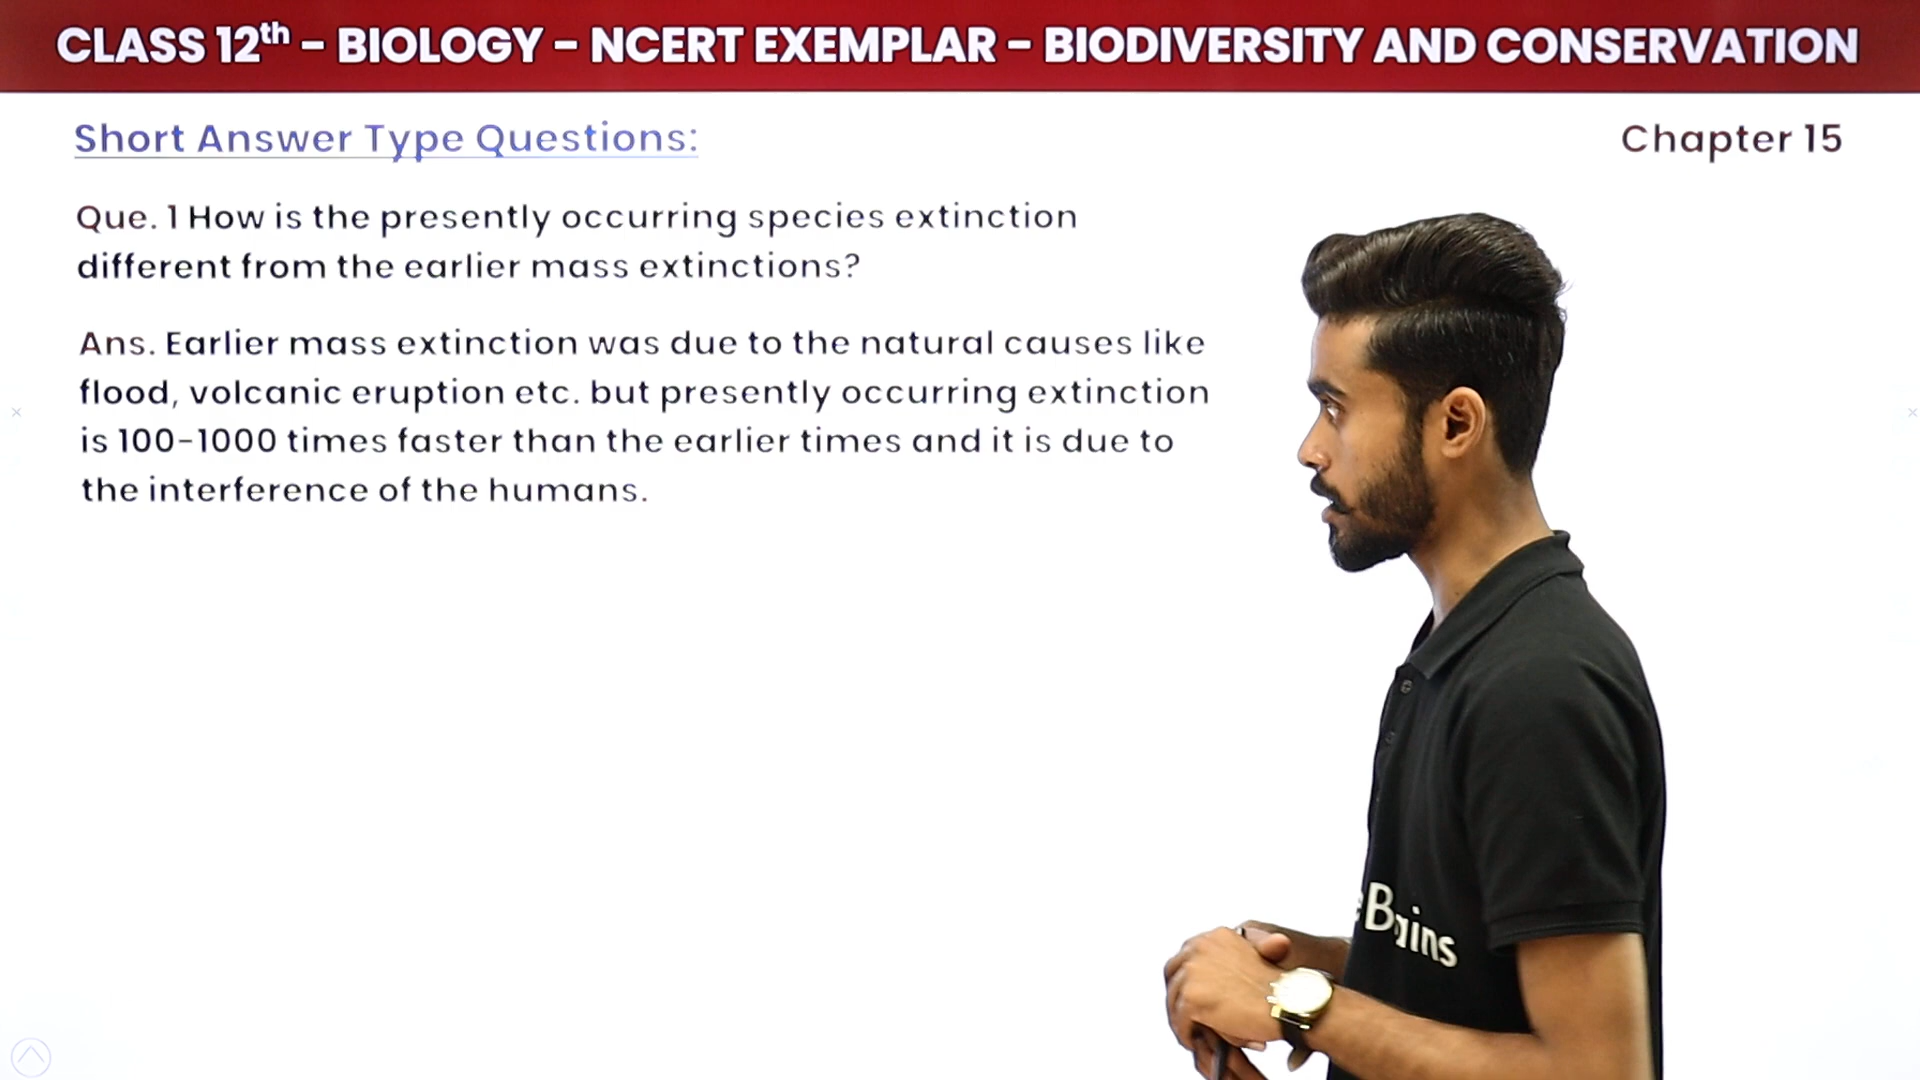 CLASS 12th – BIOLOGY – NCERT EXEMPLAR – BIODIVERSITY AND CONSERVATION
Short Answer Type Questions:
Chapter 15
Que. 1 How is the presently occurring species extinction
different from the earlier mass extinctions?
Ans. Earlier mass extinction was due to the natural causes like
flood, volcanic eruption etc. but presently occurring extinction
is 100-1000 times faster than the earlier times and it is due to
the interference of the humans.